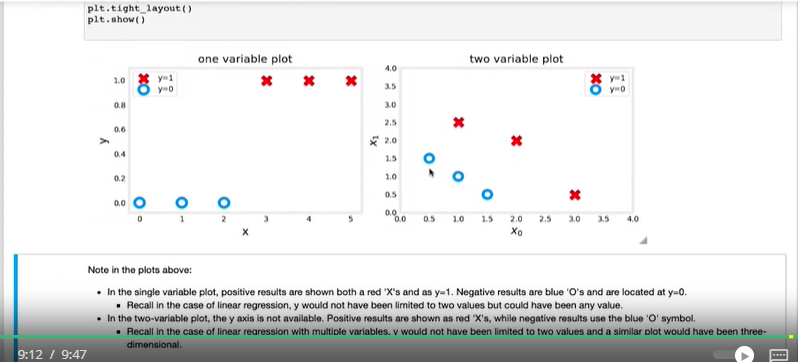 plt.tight_layout()
plt.show()
one variable plot
y=1
y=0
1.0
0.8
0.6
0.4
0.2
0.0
y
0 1 2 3 4 5
x
two variable plot
y=1
y=0
4.0
3.5
3.0
2.5
2.0
1.5
1.0
0.5
0.0
x1
0.0 0.5 1.0 1.5 2.0 2.5 3.0 3.5 4.0
x0
Note in the plots above:
• In the single variable plot, positive results are shown both a red 'X's and as y=1. Negative results are blue 'O's and are located at y=0.
▪ Recall in the case of linear regression, y would not have been limited to two values but could have been any value.
• In the two-variable plot, the y axis is not available. Positive results are shown as red 'X's, while negative results use the blue 'O' symbol.
▪ Recall in the case of linear regression with multiple variables, y would not have been limited to two values and a similar plot would have been three-
dimensional.
9:12 / 9:47